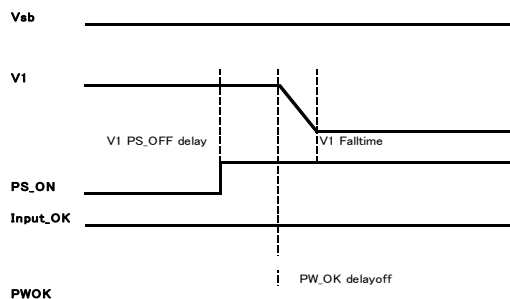 Vsb
V1
V1 PS_OFF delay
V1 Falltime
PS_ON
Input_OK
PW_OK delayoff
PWOK